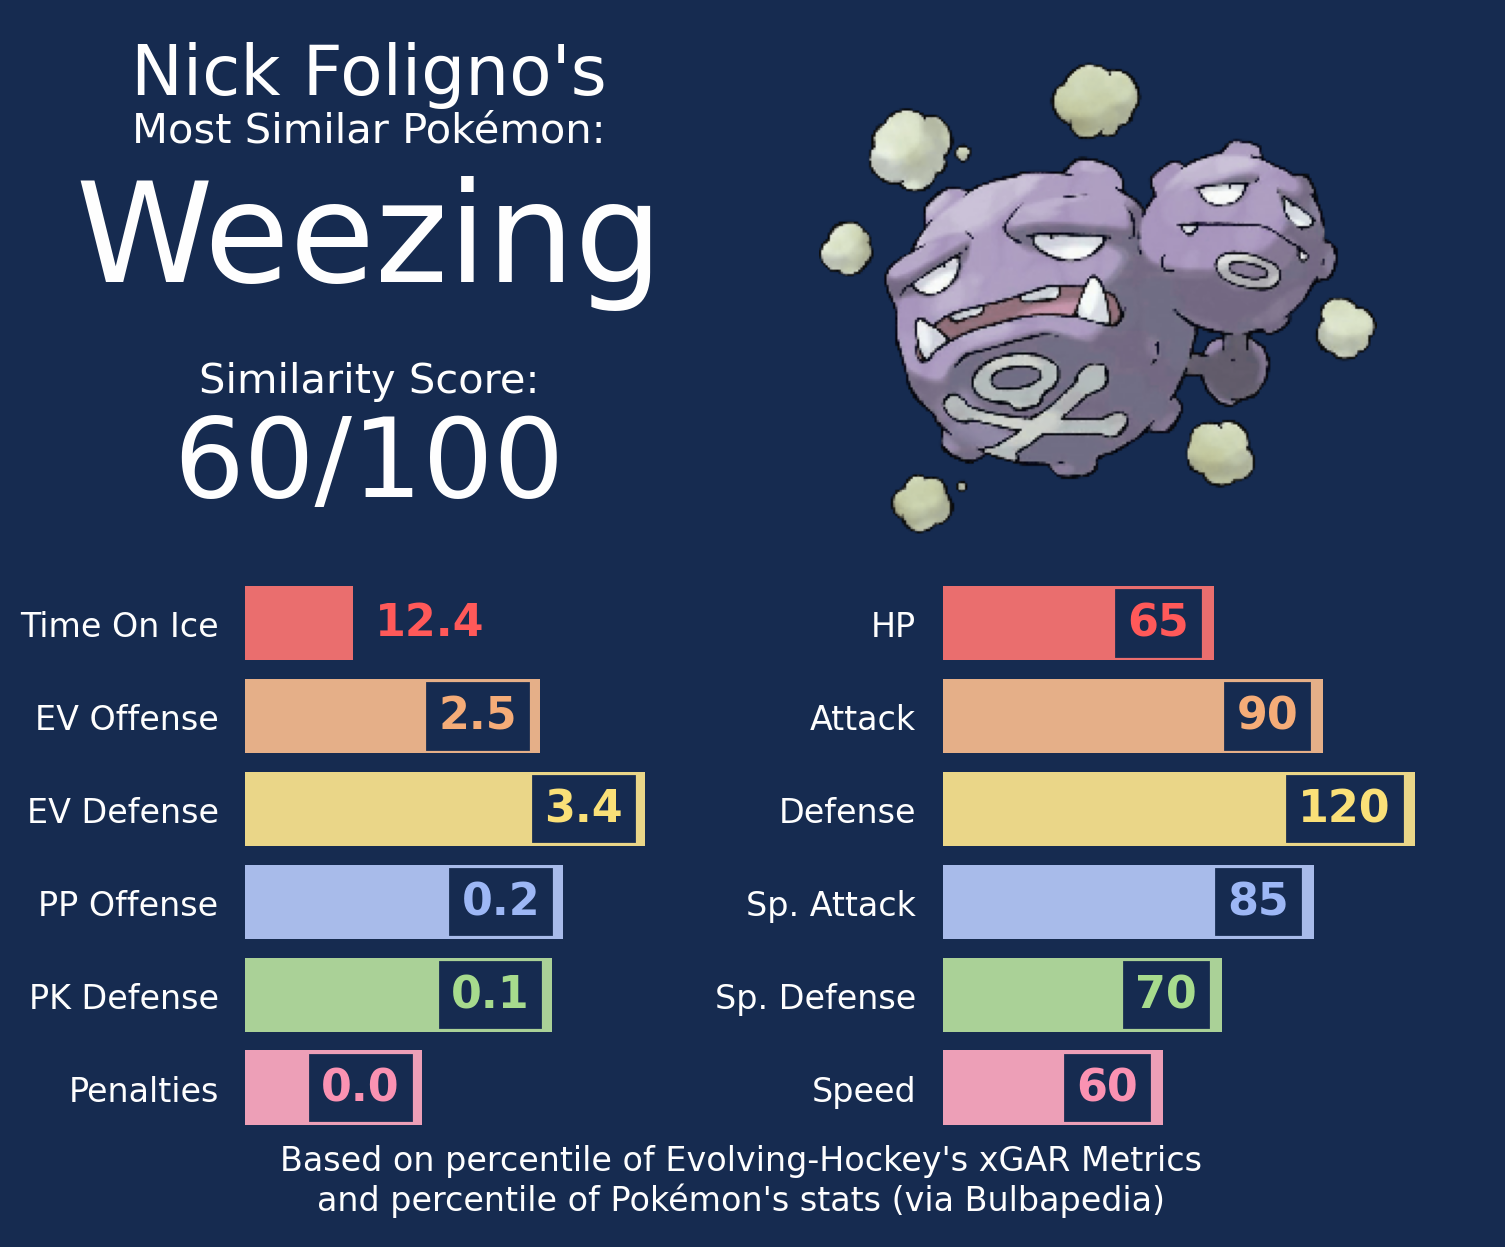 Nick Foligno's
Most Similar Pokémon:
Weezing
Similarity Score:
60/100
Time On Ice 12.4
EV Offense 2.5
EV Defense 3.4
PP Offense 0.2
PK Defense 0.1
Penalties 0.0
HP 65
Attack 90
Defense 120
Sp. Attack 85
Sp. Defense 70
Speed 60
Based on percentile of Evolving-Hockey's xGAR Metrics
and percentile of Pokémon's stats (via Bulbapedia)